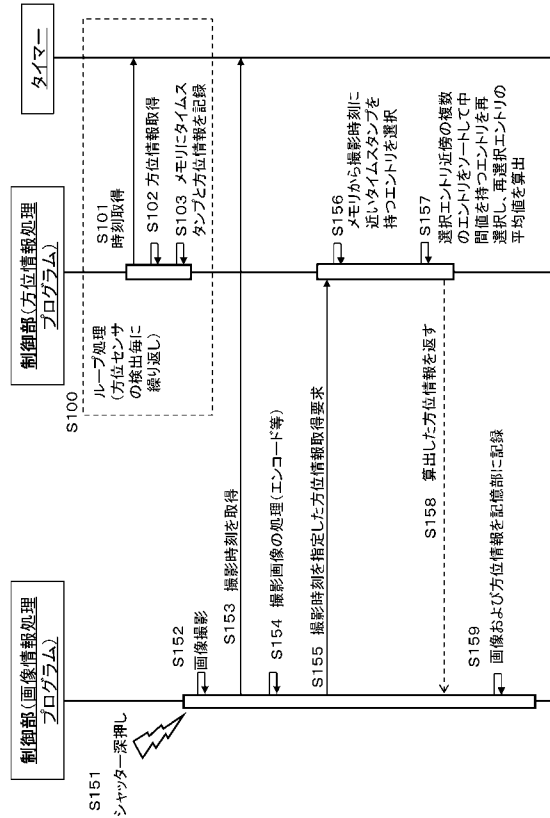 制御部(画像情報処理
プログラム)
制御部(方位情報処理
プログラム)
タイマー
S100
ループ処理
(方位センサ
の検出毎に
繰り返し)
S101
時刻取得
S102 方位情報取得
S103 メモリにタイムス
タンプと方位情報を記録
S151
シャッター深押し
S152
画像撮影
S153 撮影時刻を取得
S154 撮影画像の処理(エンコード等)
S155 撮影時刻を指定した方位情報取得要求
S156
メモリから撮影時刻に
近いタイムスタンプを
持つエントリを選択
S157
選択エントリ近傍の複数
のエントリをソートして中
間値を持つエントリを再
選択し、再選択エントリの
平均値を算出
S158 算出した方位情報を返す
S159
画像および方位情報を記憶部に記録